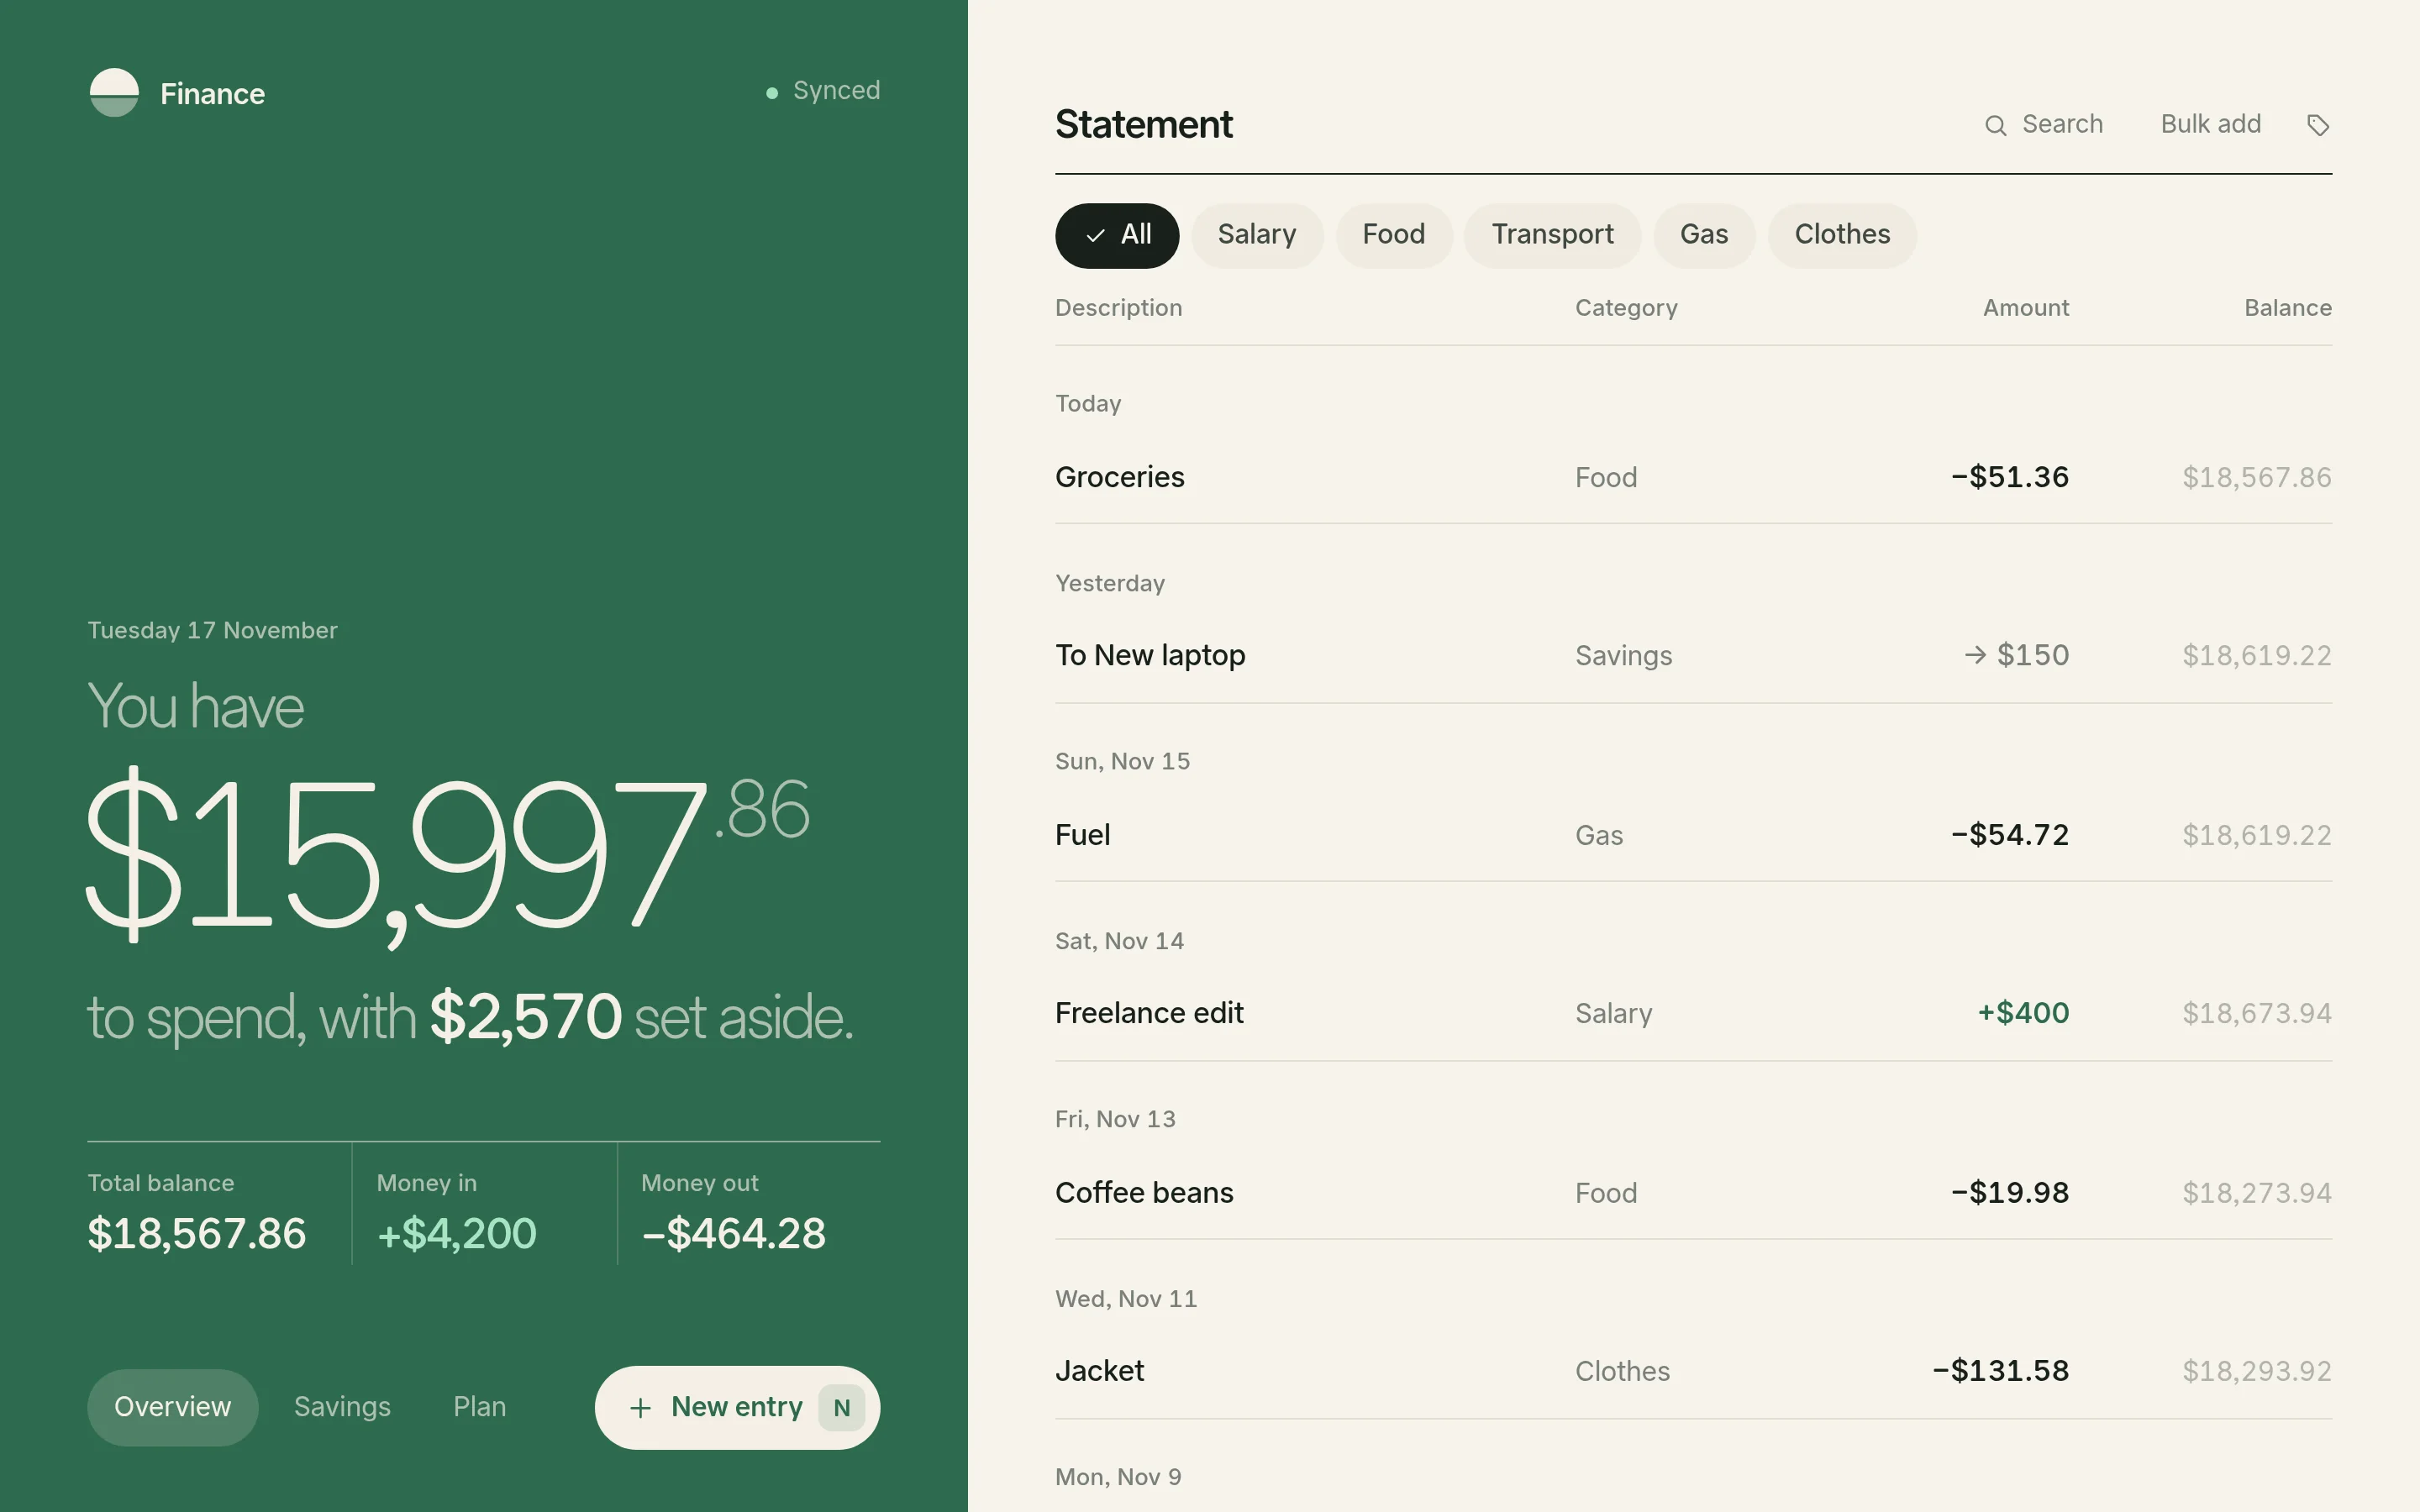 Finance
Synced
Tuesday 17 November
You have
$15,997.86
to spend, with $2,570 set aside.
Total balance
$18,567.86
Money in
+$4,200
Money out
−$464.28
Overview Savings Plan + New entry N
Statement
Search Bulk add
All Salary Food Transport Gas Clothes
Description Category Amount Balance
Today
Groceries Food −$51.36 $18,567.86
Yesterday
To New laptop Savings → $150 $18,619.22
Sun, Nov 15
Fuel Gas −$54.72 $18,619.22
Sat, Nov 14
Freelance edit Salary +$400 $18,673.94
Fri, Nov 13
Coffee beans Food −$19.98 $18,273.94
Wed, Nov 11
Jacket Clothes −$131.58 $18,293.92
Mon, Nov 9